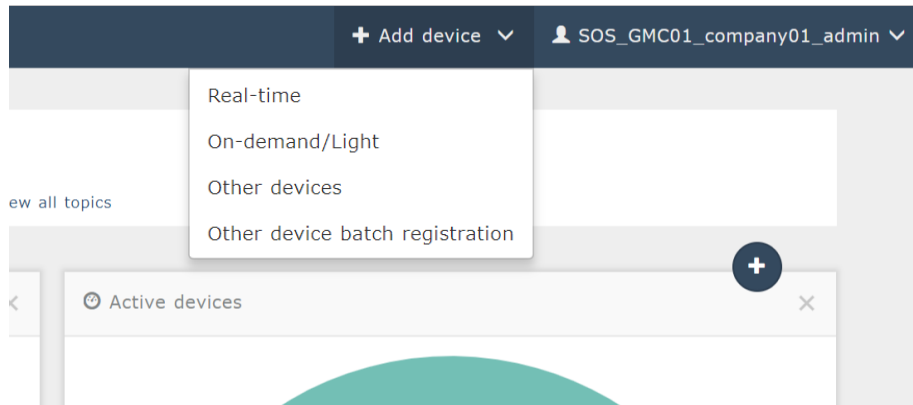 Add device
SOS_GMC01_company01_admin
Real-time
On-demand/Light
Other devices
Other device batch registration
ew all topics
Active devices